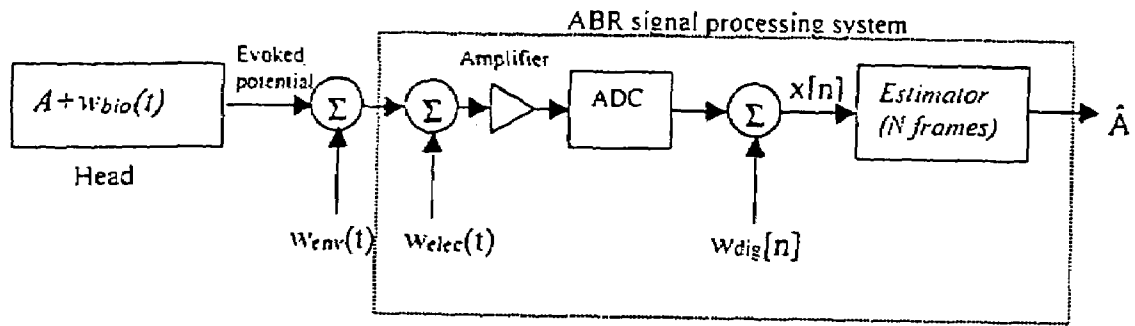 ABR signal processing system
Evoked
potential
Amplifier
A + w_bio(t)
Σ
Σ
ADC
Σ
x[n]
Estimator
(N frames)
Â
Head
w_env(t)
w_elec(t)
w_dig[n]